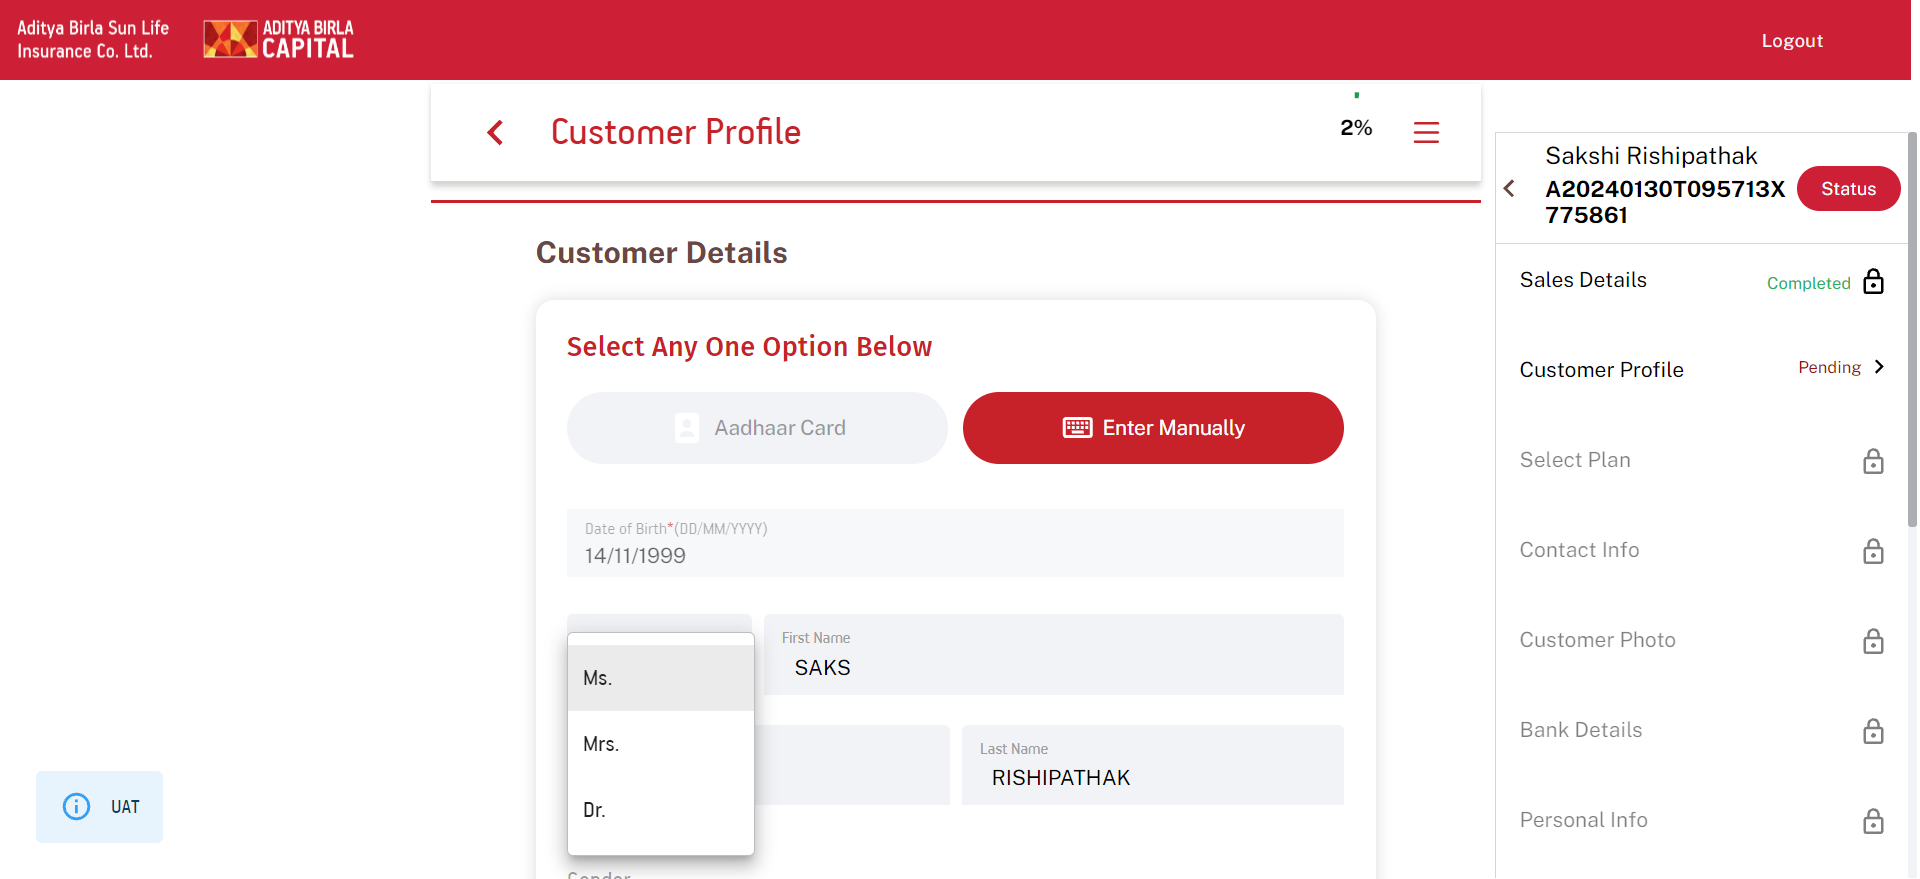 Aditya Birla Sun Life
Insurance Co. Ltd.
ADITYA BIRLA
CAPITAL
Logout
Customer Profile
2%
Customer Details
Select Any One Option Below
Aadhaar Card
Enter Manually
Date of Birth*(DD/MM/YYYY)
14/11/1999
First Name
SAKS
Ms.
Mrs.
Dr.
Last Name
RISHIPATHAK
Gender
UAT
Sakshi Rishipathak
A20240130T095713X
775861
Status
Sales Details
Completed
Customer Profile
Pending
Select Plan
Contact Info
Customer Photo
Bank Details
Personal Info